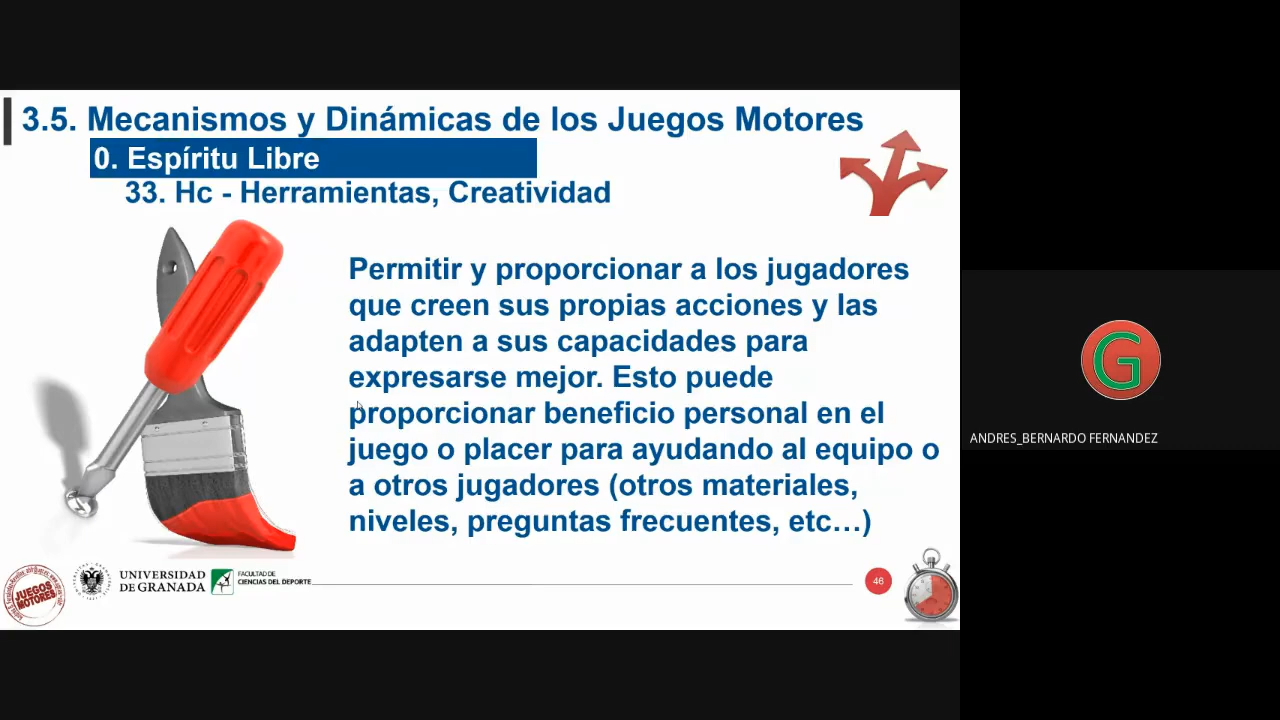 3.5. Mecanismos y Dinámicas de los Juegos Motores
0. Espíritu Libre
33. Hc - Herramientas, Creatividad
Permitir y proporcionar a los jugadores
que creen sus propias acciones y las
adapten a sus capacidades para
expresarse mejor. Esto puede
proporcionar beneficio personal en el
juego o placer para ayudando al equipo o
a otros jugadores (otros materiales,
niveles, preguntas frecuentes, etc…)
JUEGOS
MOTORES
UNIVERSIDAD
DE GRANADA
FACULTAD DE
CIENCIAS DEL DEPORTE
46
G
ANDRES_BERNARDO FERNANDEZ